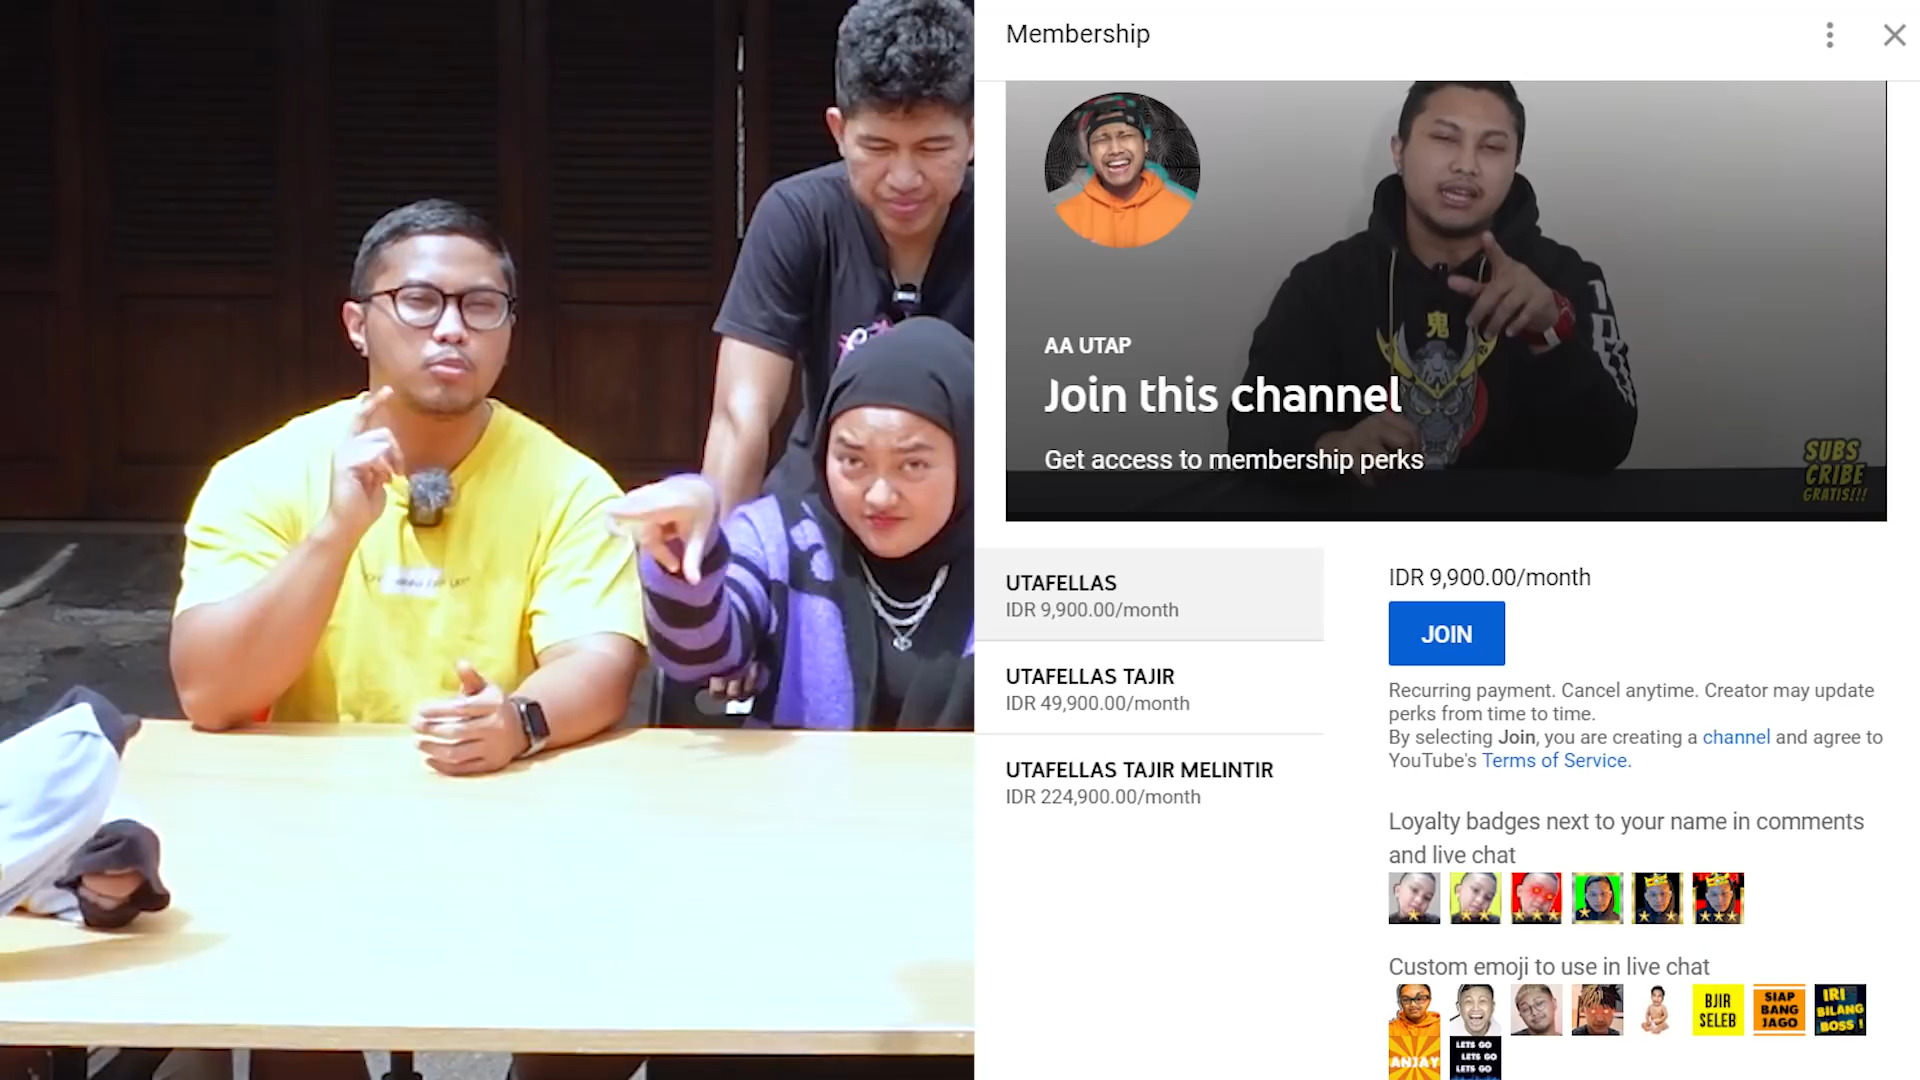 Membership
AA UTAP
Join this channel
Get access to membership perks
SUBS
CRIBE
GRATIS!!!
UTAFELLAS
IDR 9,900.00/month
UTAFELLAS TAJIR
IDR 49,900.00/month
UTAFELLAS TAJIR MELINTIR
IDR 224,900.00/month
IDR 9,900.00/month
JOIN
Recurring payment. Cancel anytime. Creator may update
perks from time to time.
By selecting Join, you are creating a channel and agree to
YouTube's Terms of Service.
Loyalty badges next to your name in comments
and live chat
Custom emoji to use in live chat
BJIR
SELEB
SIAP
BANG
JAGO
IRI
BILANG
BOSS !
ANJAY
LETS GO
LETS GO
LETS GO
鬼